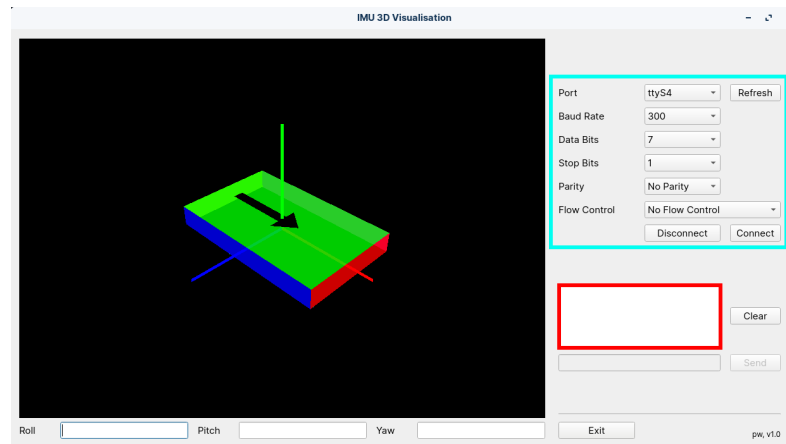 IMU 3D Visualisation
Port ttyS4 Refresh
Baud Rate 300
Data Bits 7
Stop Bits 1
Parity No Parity
Flow Control No Flow Control
Disconnect Connect
Clear
Send
Roll Pitch Yaw Exit pw, v1.0